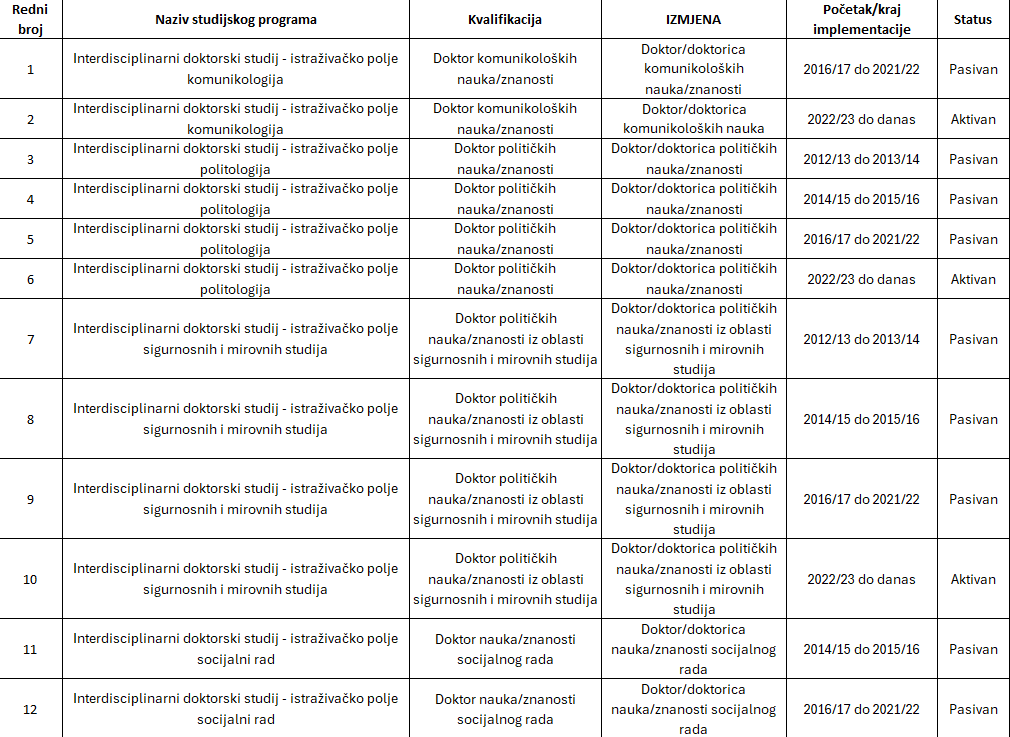 Redni broj | Naziv studijskog programa | Kvalifikacija | IZMJENA | Početak/kraj implementacije | Status
1 | Interdisciplinarni doktorski studij - istraživačko polje komunikologija | Doktor komunikoloških nauka/znanosti | Doktor/doktorica komunikoloških nauka/znanosti | 2016/17 do 2021/22 | Pasivan
2 | Interdisciplinarni doktorski studij - istraživačko polje komunikologija | Doktor komunikoloških nauka/znanosti | Doktor/doktorica komunikoloških nauka | 2022/23 do danas | Aktivan
3 | Interdisciplinarni doktorski studij - istraživačko polje politologija | Doktor političkih nauka/znanosti | Doktor/doktorica političkih nauka/znanosti | 2012/13 do 2013/14 | Pasivan
4 | Interdisciplinarni doktorski studij - istraživačko polje politologija | Doktor političkih nauka/znanosti | Doktor/doktorica političkih nauka/znanosti | 2014/15 do 2015/16 | Pasivan
5 | Interdisciplinarni doktorski studij - istraživačko polje politologija | Doktor političkih nauka/znanosti | Doktor/doktorica političkih nauka/znanosti | 2016/17 do 2021/22 | Pasivan
6 | Interdisciplinarni doktorski studij - istraživačko polje politologija | Doktor političkih nauka/znanosti | Doktor/doktorica političkih nauka/znanosti | 2022/23 do danas | Aktivan
7 | Interdisciplinarni doktorski studij - istraživačko polje sigurnosnih i mirovnih studija | Doktor političkih nauka/znanosti iz oblasti sigurnosnih i mirovnih studija | Doktor/doktorica političkih nauka/znanosti iz oblasti sigurnosnih i mirovnih studija | 2012/13 do 2013/14 | Pasivan
8 | Interdisciplinarni doktorski studij - istraživačko polje sigurnosnih i mirovnih studija | Doktor političkih nauka/znanosti iz oblasti sigurnosnih i mirovnih studija | Doktor/doktorica političkih nauka/znanosti iz oblasti sigurnosnih i mirovnih studija | 2014/15 do 2015/16 | Pasivan
9 | Interdisciplinarni doktorski studij - istraživačko polje sigurnosnih i mirovnih studija | Doktor političkih nauka/znanosti iz oblasti sigurnosnih i mirovnih studija | Doktor/doktorica političkih nauka/znanosti iz oblasti sigurnosnih i mirovnih studija | 2016/17 do 2021/22 | Pasivan
10 | Interdisciplinarni doktorski studij - istraživačko polje sigurnosnih i mirovnih studija | Doktor političkih nauka/znanosti iz oblasti sigurnosnih i mirovnih studija | Doktor/doktorica političkih nauka/znanosti iz oblasti sigurnosnih i mirovnih studija | 2022/23 do danas | Aktivan
11 | Interdisciplinarni doktorski studij - istraživačko polje socijalni rad | Doktor nauka/znanosti socijalnog rada | Doktor/doktorica nauka/znanosti socijalnog rada | 2014/15 do 2015/16 | Pasivan
12 | Interdisciplinarni doktorski studij - istraživačko polje socijalni rad | Doktor nauka/znanosti socijalnog rada | Doktor/doktorica nauka/znanosti socijalnog rada | 2016/17 do 2021/22 | Pasivan